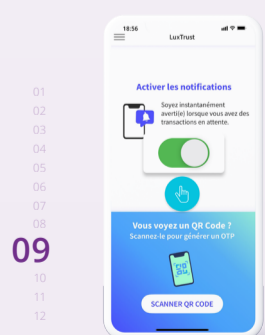 01
02
03
04
05
06
07
08
09
10
11
12
18:56
LuxTrust
Activer les notifications
Soyez instantanément
averti(e) lorsque vous avez des
transactions en attente.
Vous voyez un QR Code ?
Scannez-le pour générer un OTP
SCANNER QR CODE